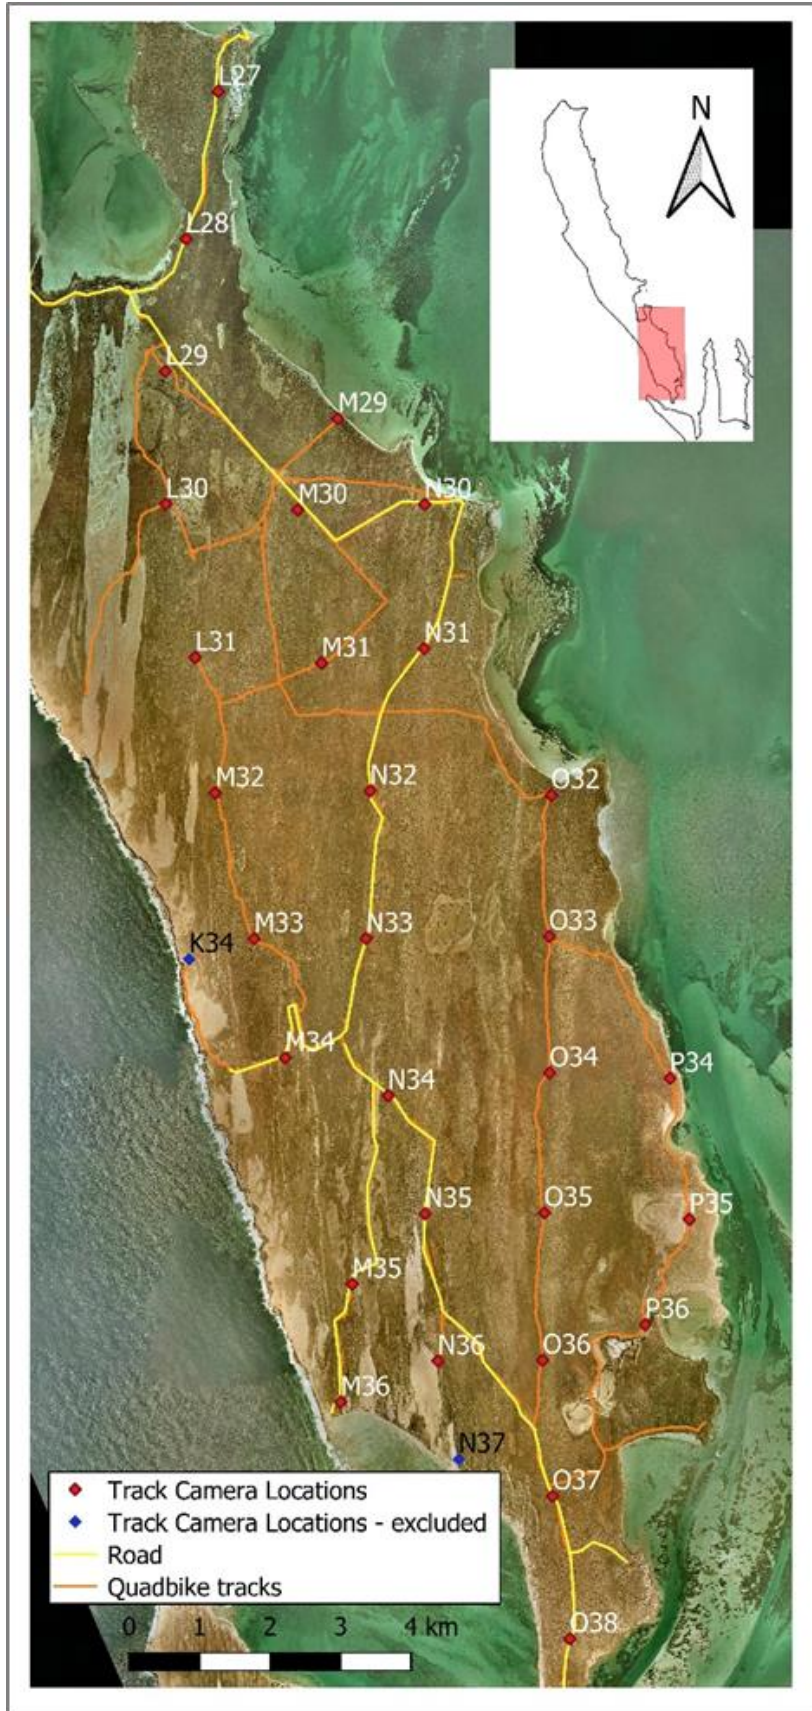 L27
N
L28
L29
M29
L30
M30
N30
L31
M31
N31
M32
N32
O32
M33
N33
O33
K34
M34
O34
P34
N34
N35
O35
P35
M35
P36
N36
O36
M36
N37
O37
Track Camera Locations
Track Camera Locations - excluded
Road
Quadbike tracks
0 1 2 3 4 km
O38